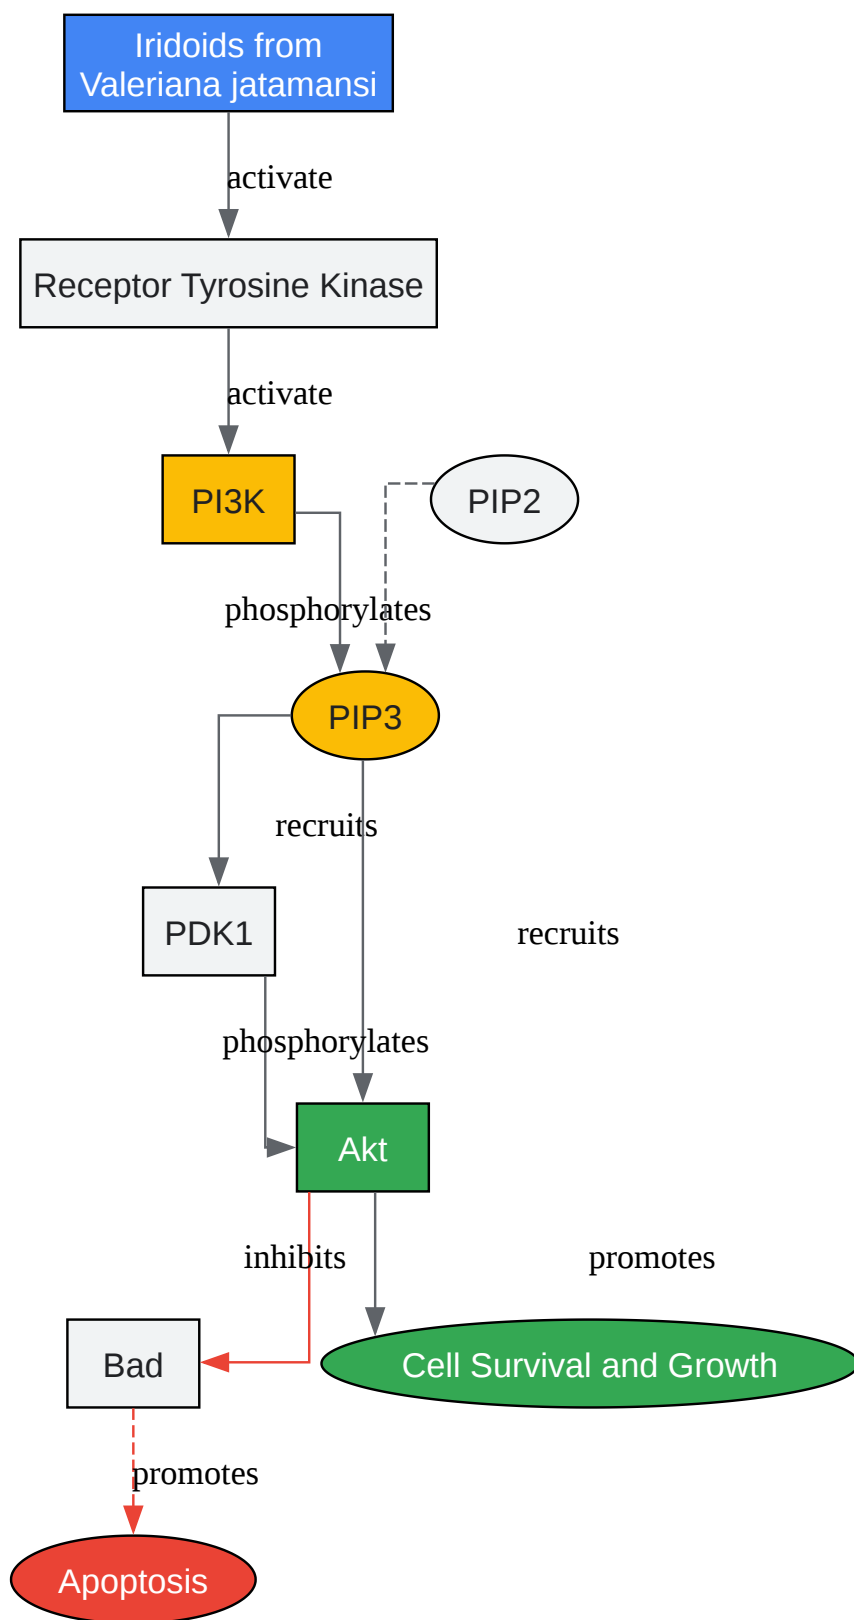 Iridoids from
Valeriana jatamansi
activate
Receptor Tyrosine Kinase
activate
PI3K
PIP2
phosphorylates
PIP3
recruits
PDK1
recruits
phosphorylates
Akt
inhibits
promotes
Bad
Cell Survival and Growth
promotes
Apoptosis